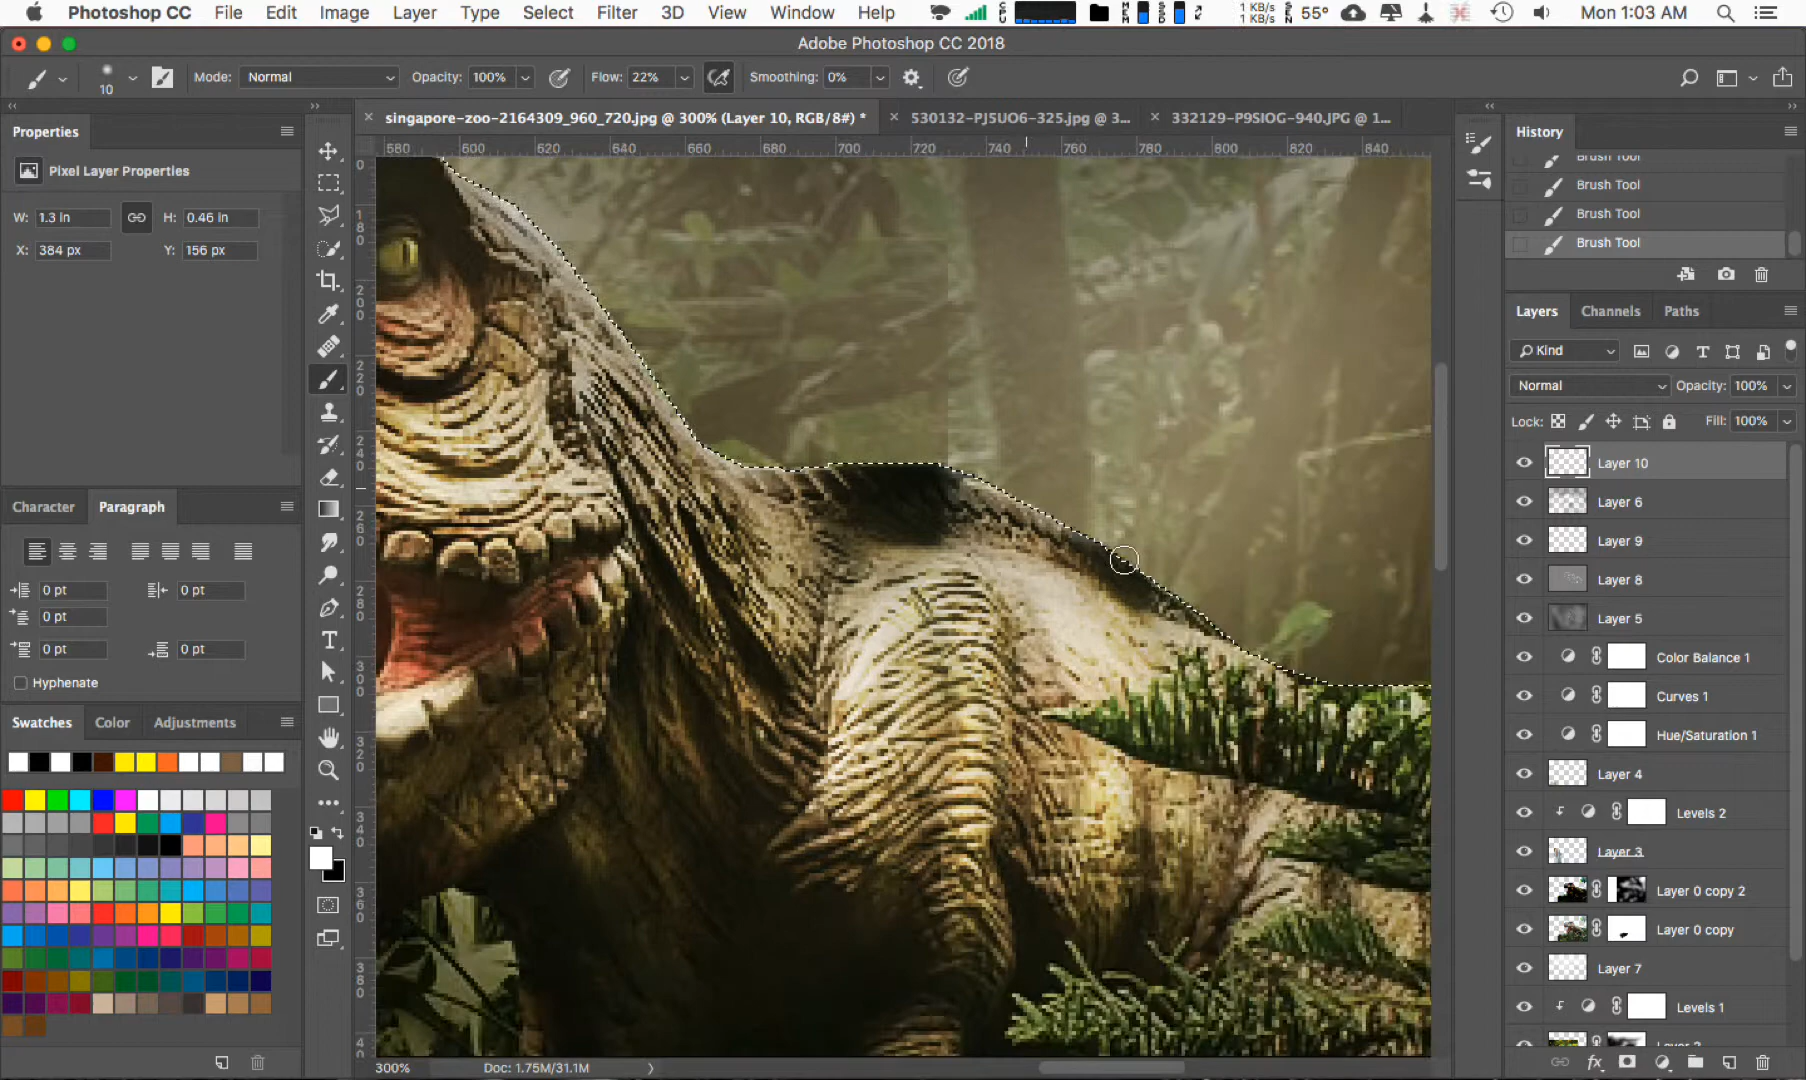 Photoshop CC File Edit Image Layer Type Select Filter 3D View Window Help 1 KB/s 1 KB/s 55° Mon 1:03 AM
Adobe Photoshop CC 2018
10 Mode: Normal Opacity: 100% Flow: 22% Smoothing: 0%
singapore-zoo-2164309_960_720.jpg @ 300% (Layer 10, RGB/8#) * 530132-PJ5UO6-325.jpg @ 3... 332129-P9SIOG-940.JPG @ 1...
Properties
Pixel Layer Properties
W: 1.3 in H: 0.46 in
X: 384 px Y: 156 px
580 600 620 640 660 680 700 720 740 760 780 800 820 840
History
Brush Tool
Brush Tool
Brush Tool
Brush Tool
Layers Channels Paths
Kind
Normal Opacity: 100%
Lock: Fill: 100%
Layer 10
Layer 6
Layer 9
Layer 8
Layer 5
Color Balance 1
Curves 1
Hue/Saturation 1
Layer 4
Levels 2
Layer 3
Layer 0 copy 2
Layer 0 copy
Layer 7
Levels 1
Character Paragraph
0 pt 0 pt
0 pt
0 pt 0 pt
Hyphenate
Swatches Color Adjustments
300% Doc: 1.75M/31.1M